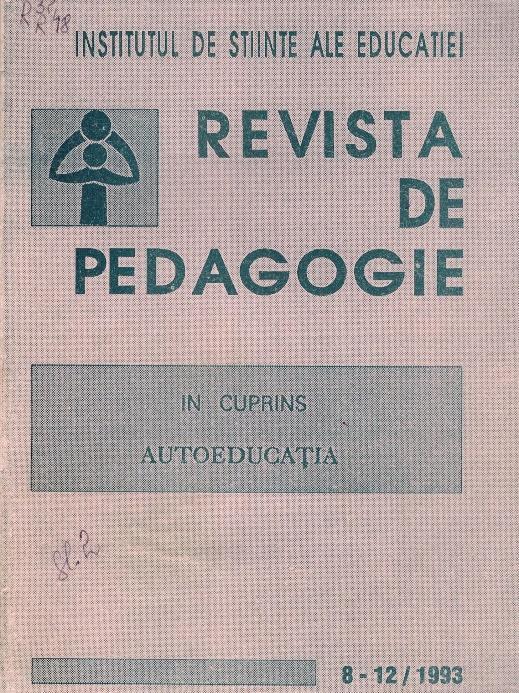 INSTITUTUL DE STIINTE ALE EDUCATIEI
REVISTA
DE
PEDAGOGIE
IN CUPRINS
AUTOEDUCAȚIA
8 - 12 / 1993